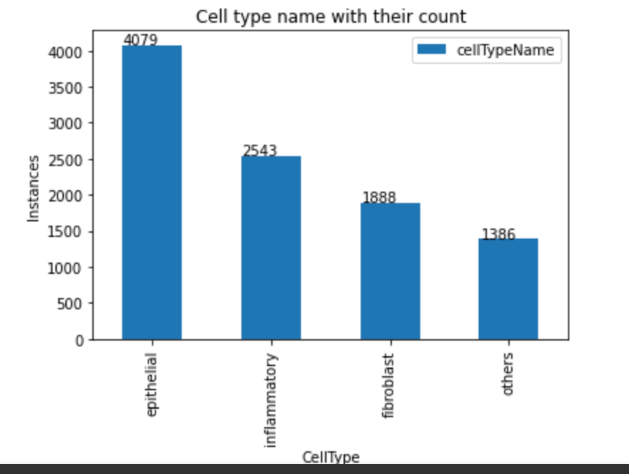 Cell type name with their count
cellTypeName
Instances
4000
3500
3000
2500
2000
1500
1000
500
0
4079
2543
1888
1386
epithelial
inflammatory
fibroblast
others
CellType